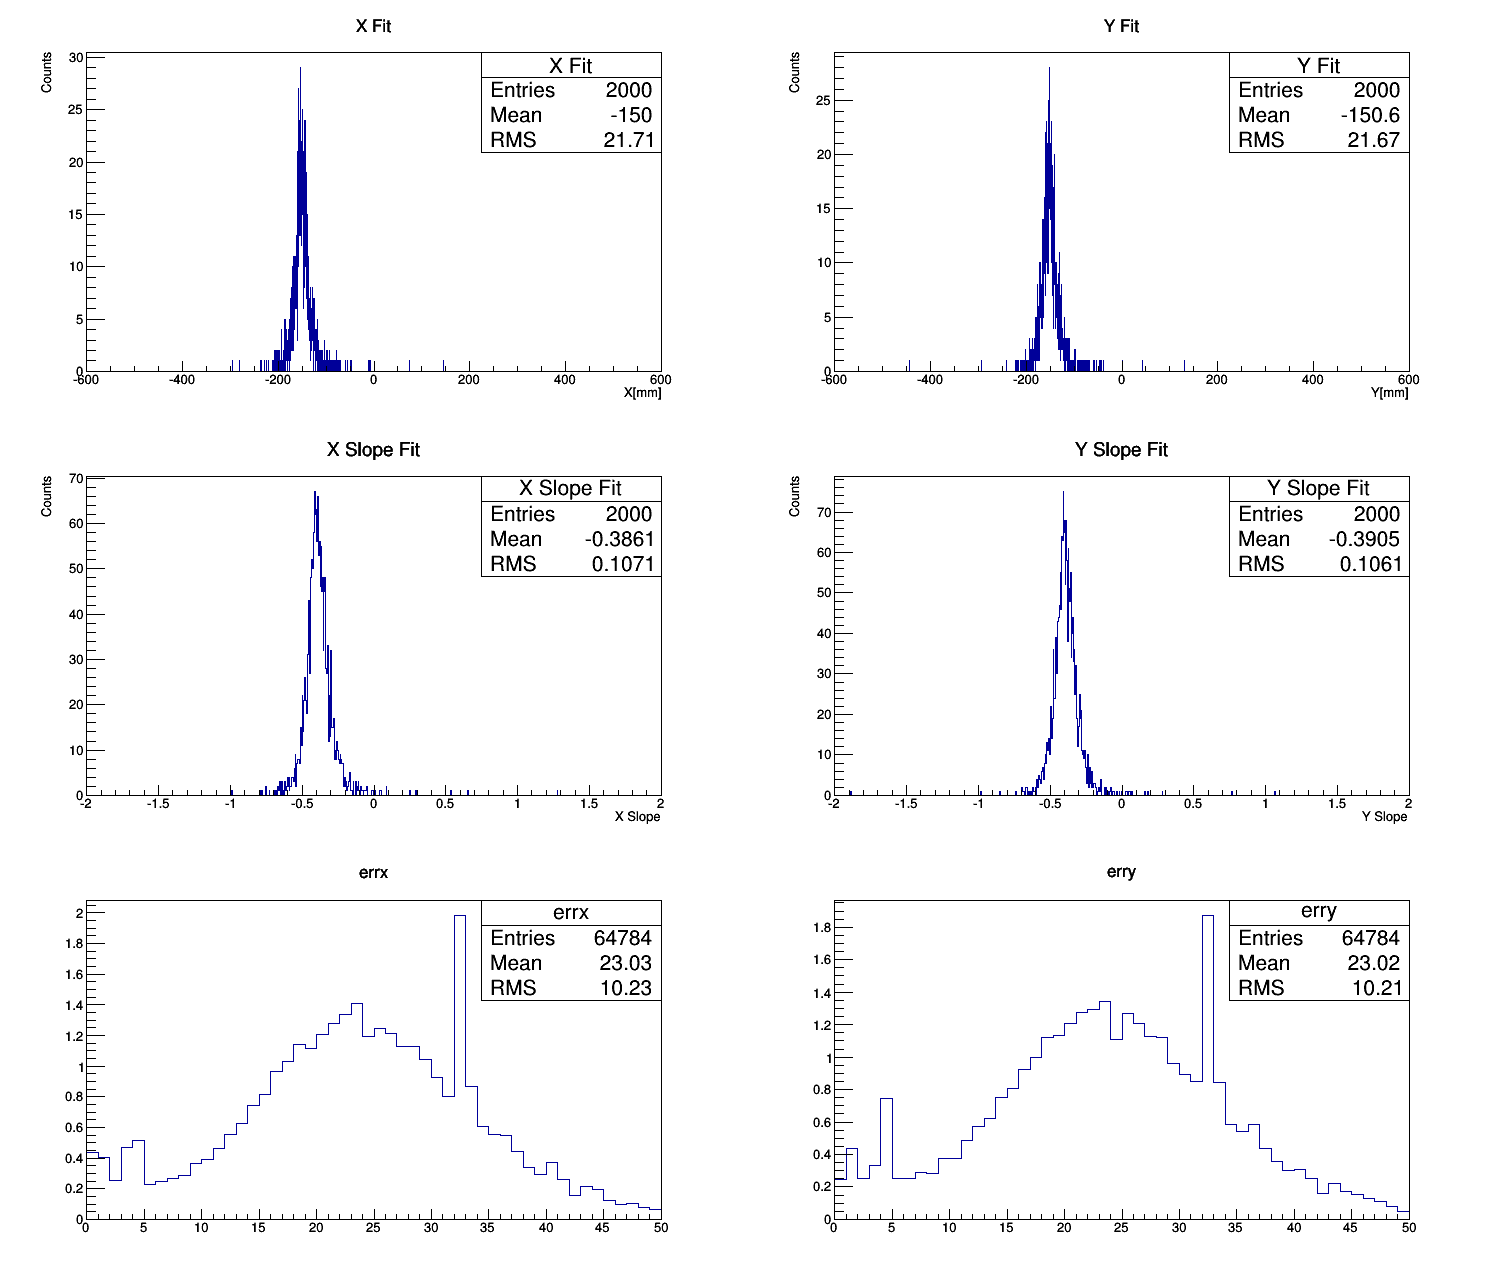 X Fit
Counts
X Fit
Entries 2000
Mean -150
RMS 21.71
30
25
20
15
10
5
0
-600 -400 -200 0 200 400 600
X[mm]
Y Fit
Counts
Y Fit
Entries 2000
Mean -150.6
RMS 21.67
25
20
15
10
5
0
-600 -400 -200 0 200 400 600
Y[mm]
X Slope Fit
Counts
X Slope Fit
Entries 2000
Mean -0.3861
RMS 0.1071
70
60
50
40
30
20
10
0
-2 -1.5 -1 -0.5 0 0.5 1 1.5 2
X Slope
Y Slope Fit
Counts
Y Slope Fit
Entries 2000
Mean -0.3905
RMS 0.1061
70
60
50
40
30
20
10
0
-2 -1.5 -1 -0.5 0 0.5 1 1.5 2
Y Slope
errx
errx
Entries 64784
Mean 23.03
RMS 10.23
2
1.8
1.6
1.4
1.2
1
0.8
0.6
0.4
0.2
0
0 5 10 15 20 25 30 35 40 45 50
erry
erry
Entries 64784
Mean 23.02
RMS 10.21
1.8
1.6
1.4
1.2
1
0.8
0.6
0.4
0.2
0
0 5 10 15 20 25 30 35 40 45 50